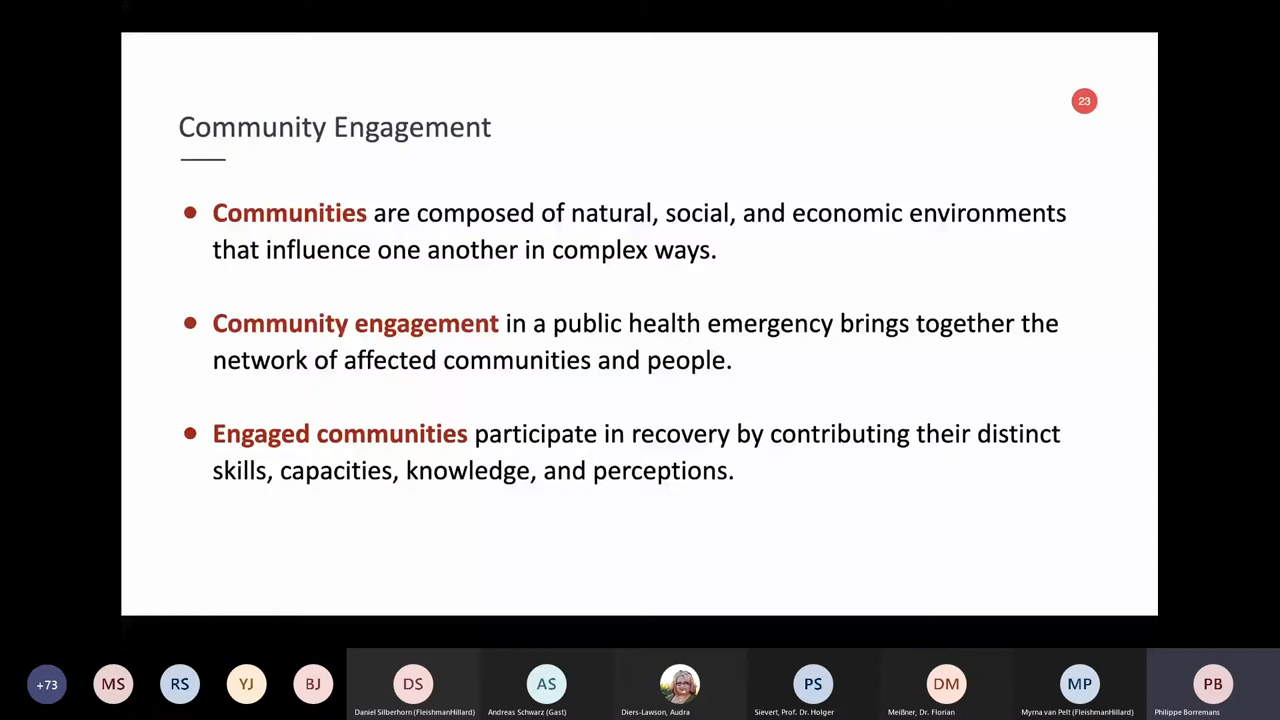 23
Community Engagement
• Communities are composed of natural, social, and economic environments
that influence one another in complex ways.
• Community engagement in a public health emergency brings together the
network of affected communities and people.
• Engaged communities participate in recovery by contributing their distinct
skills, capacities, knowledge, and perceptions.
+73 MS RS YJ BJ DS AS PS DM MP PB
Daniel Silberhorn (FleishmanHillard) Andreas Schwarz (Gast) Diers-Lawson, Audra Sievert, Prof. Dr. Holger Meißner, Dr. Florian Myrna van Pelt (FleishmanHillard) Philippe Borremans